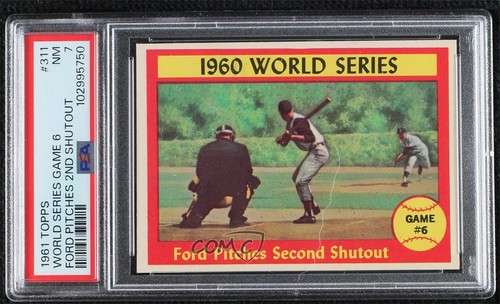 1961 TOPPS
WORLD SERIES GAME 6
FORD PITCHES 2ND SHUTOUT
#311
NM
7
102995750
PSA
1960 WORLD SERIES
GAME
#6
Ford Pitches Second Shutout
COMC